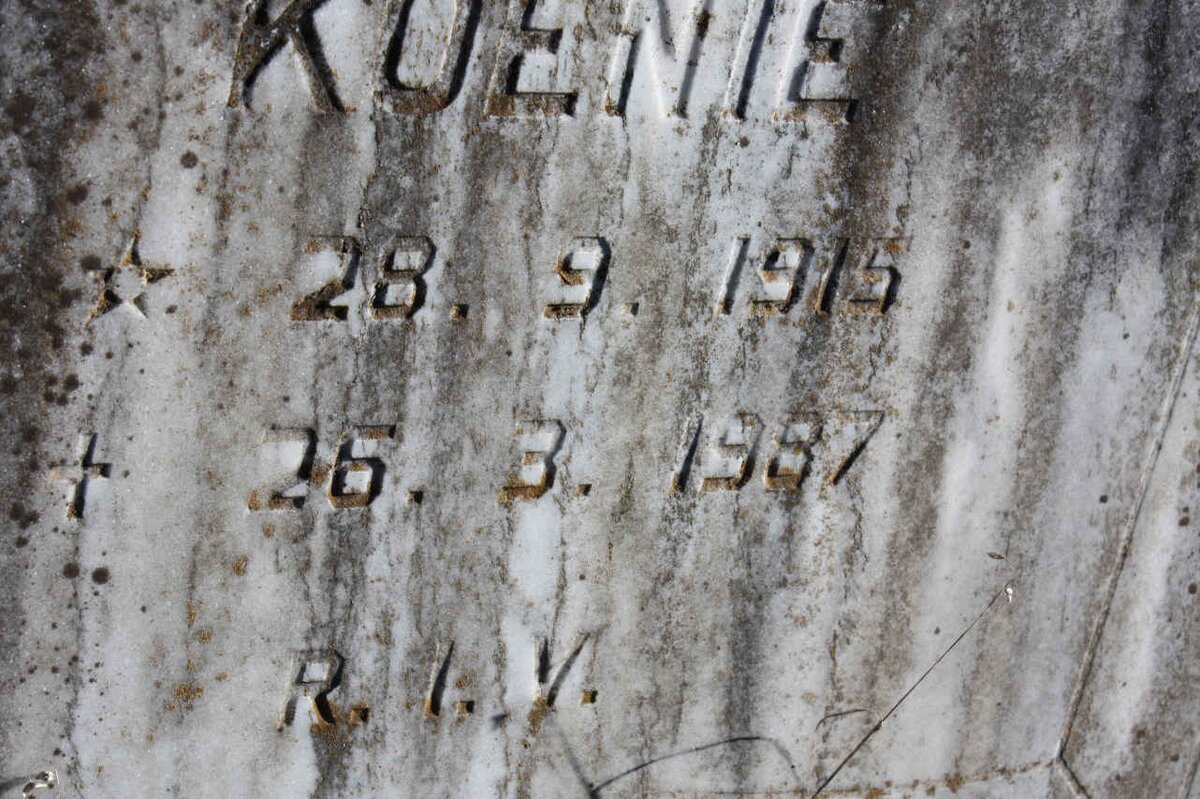 KOENIE
☆ 28. 9. 1915
✝ 26. 3. 1987
R.I.V.